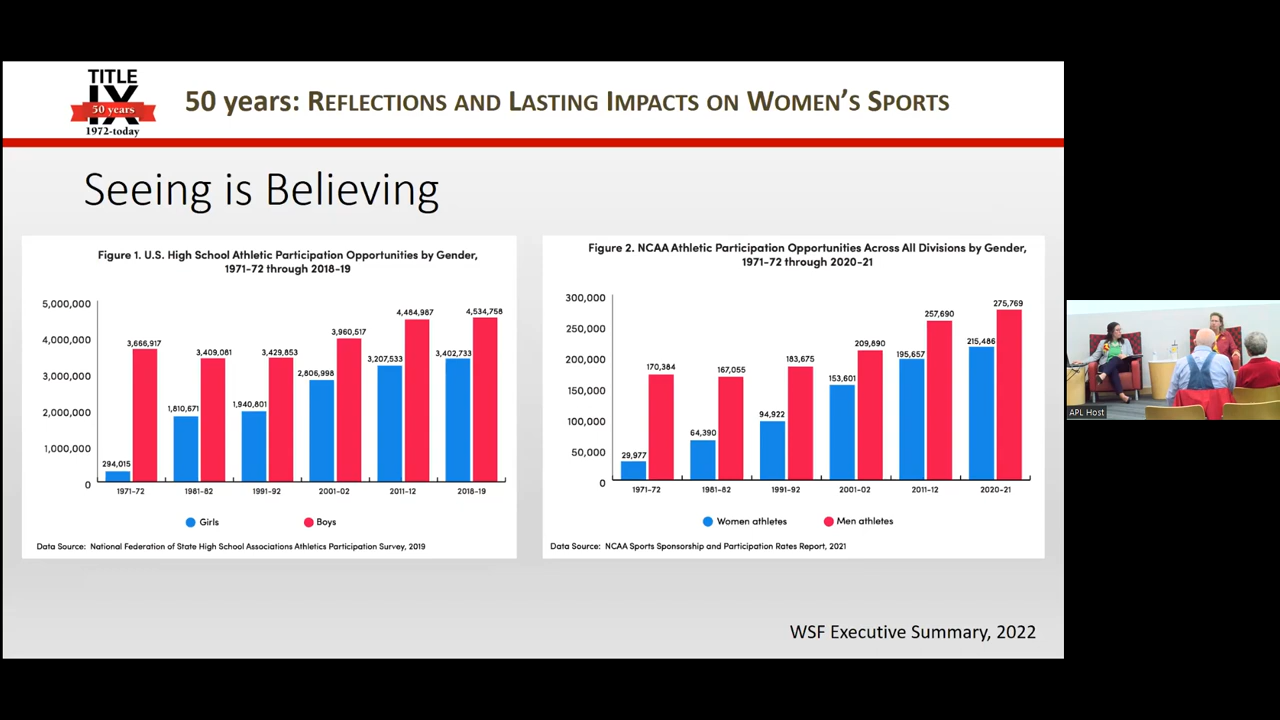 TITLE
IX
50 years
1972-today
50 years: Reflections and Lasting Impacts on Women's Sports
Seeing is Believing
Figure 1. U.S. High School Athletic Participation Opportunities by Gender,
1971-72 through 2018-19
5,000,000
4,000,000
3,000,000
2,000,000
1,000,000
0
294,015
3,666,917
1,810,671
3,409,081
1,940,801
3,429,853
2,806,998
3,960,517
3,207,533
4,484,987
3,402,733
4,534,758
1971-72
1981-82
1991-92
2001-02
2011-12
2018-19
Girls
Boys
Data Source: National Federation of State High School Associations Athletics Participation Survey, 2019
Figure 2. NCAA Athletic Participation Opportunities Across All Divisions by Gender,
1971-72 through 2020-21
300,000
250,000
200,000
150,000
100,000
50,000
0
29,977
170,384
64,390
167,055
94,922
183,675
153,601
209,890
195,657
257,690
215,486
275,769
1971-72
1981-82
1991-92
2001-02
2011-12
2020-21
Women athletes
Men athletes
Data Source: NCAA Sports Sponsorship and Participation Rates Report, 2021
WSF Executive Summary, 2022
APL Host